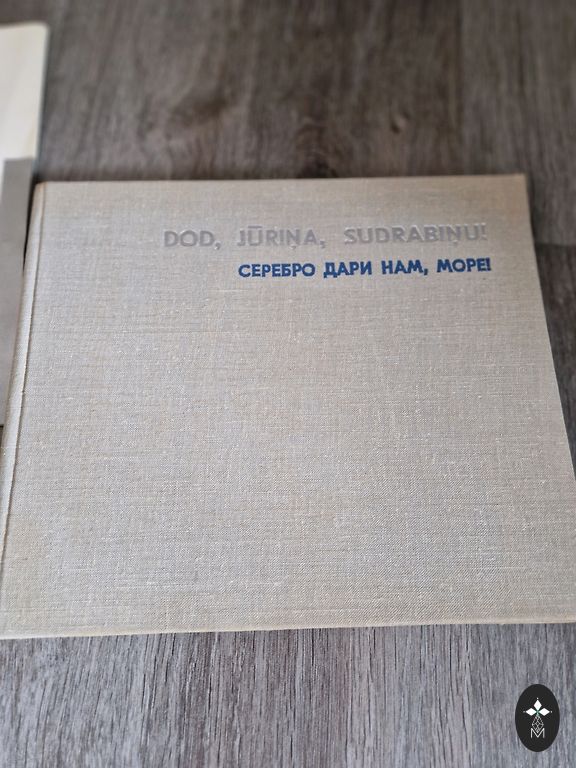 DOD, JŪRIŅA, SUDRABIŅU!
СЕРЕБРО ДАРИ НАМ, МОРЕ!
M